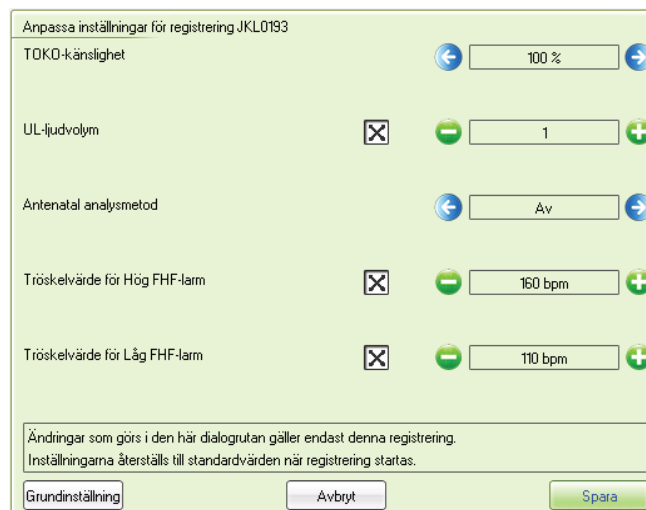 Anpassa inställningar för registrering JKL0193
TOKO-känslighet
100 %
UL-ljudvolym
1
Antenatal analysmetod
Av
Tröskelvärde för Hög FHF-larm
160 bpm
Tröskelvärde för Låg FHF-larm
110 bpm
Ändringar som görs i den här dialogrutan gäller endast denna registrering.
Inställningarna återställs till standardvärden när registrering startas.
Grundinställning
Avbryt
Spara